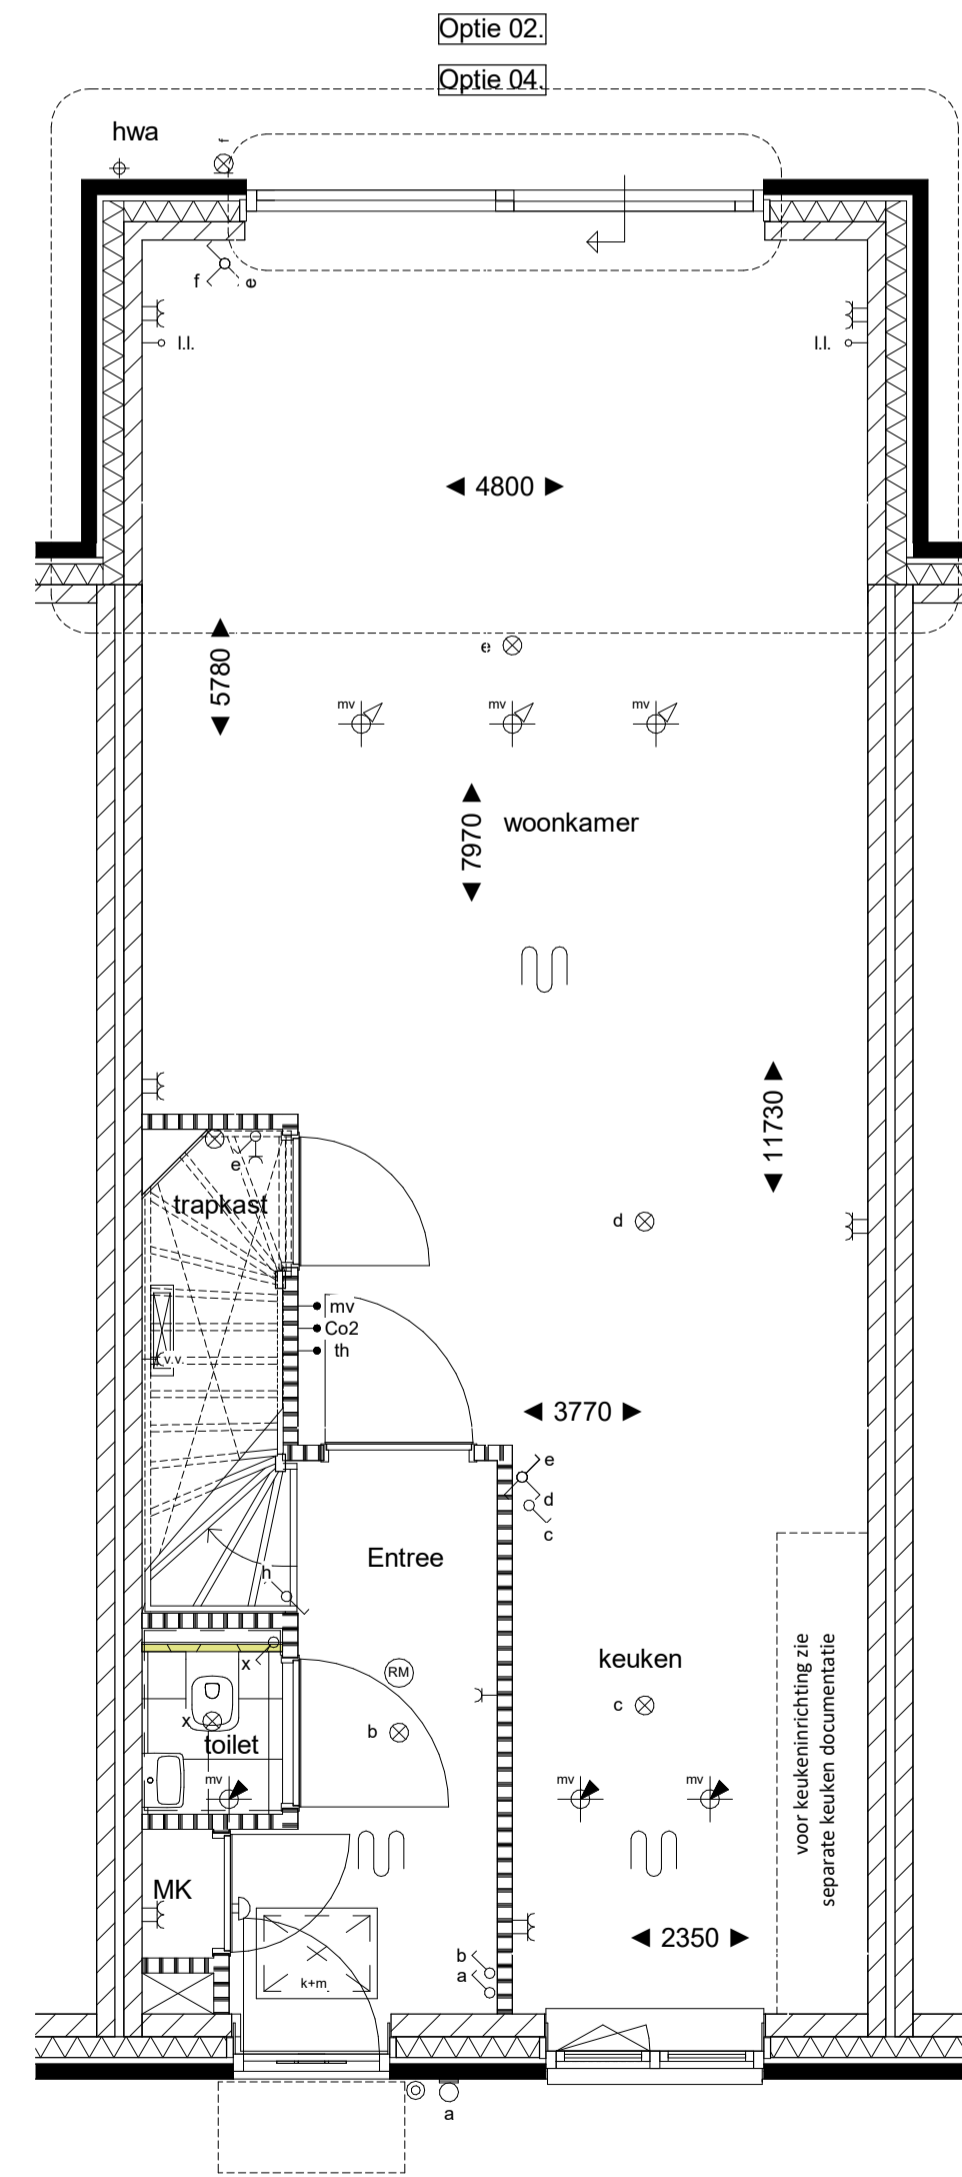 Optie 02.
Optie 04.
hwa
f
f
e
l.l.
l.l.
4800
5780
e
mv
mv
mv
7970
woonkamer
11730
e
trapkast
d
mv
Co2
th
v.v.
3770
e
d
c
Entree
h
x
RM
keuken
voor keukeninrichting zie
separate keuken documentatie
x
toilet
b
c
mv
mv
mv
MK
k+m
2350
b
a
a